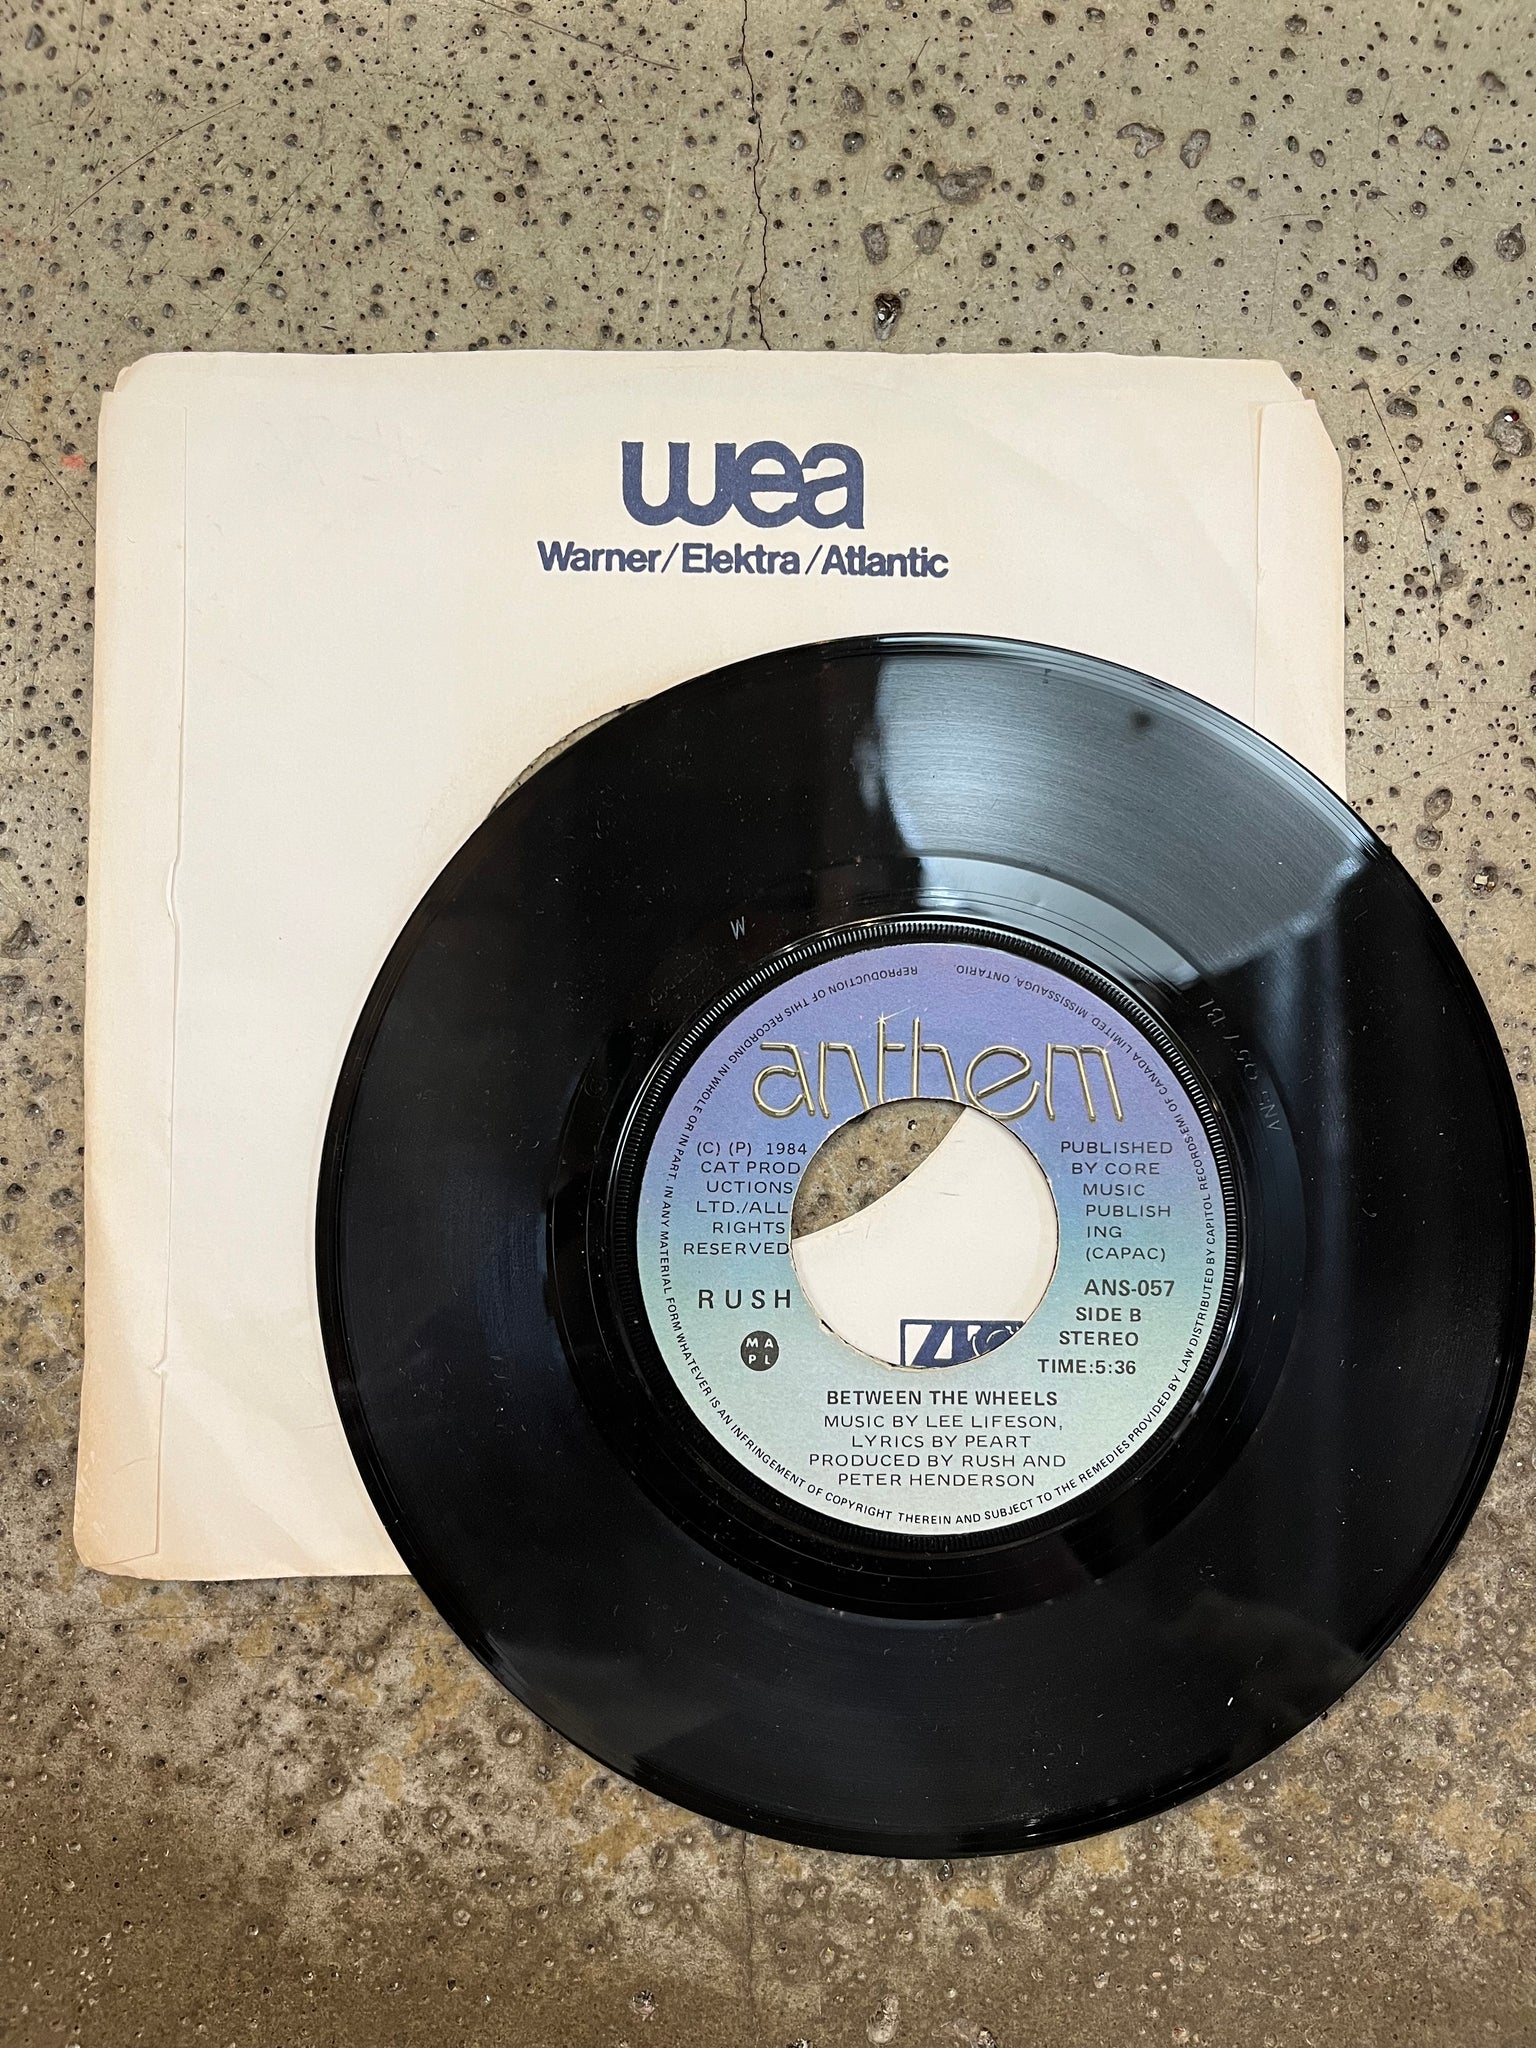 wea
Warner/Elektra/Atlantic
W
anthem
REPRODUCTION OF THIS RECORDING IN WHOLE OR IN PART, IN ANY MATERIAL FORM WHATEVER IS AN INFRINGEMENT OF COPYRIGHT THEREIN AND SUBJECT TO THE REMEDIES PROVIDED BY LAW DISTRIBUTED BY CAPITOL RECORDS-EMI OF CANADA LIMITED, MISSISSAUGA, ONTARIO.
(C) (P) 1984
CAT PROD
UCTIONS
LTD./ALL
RIGHTS
RESERVED
PUBLISHED
BY CORE
MUSIC
PUBLISH
ING
(CAPAC)
RUSH
MA
PL
ANS-057
SIDE B
STEREO
TIME:5:36
BETWEEN THE WHEELS
MUSIC BY LEE LIFESON,
LYRICS BY PEART
PRODUCED BY RUSH AND
PETER HENDERSON